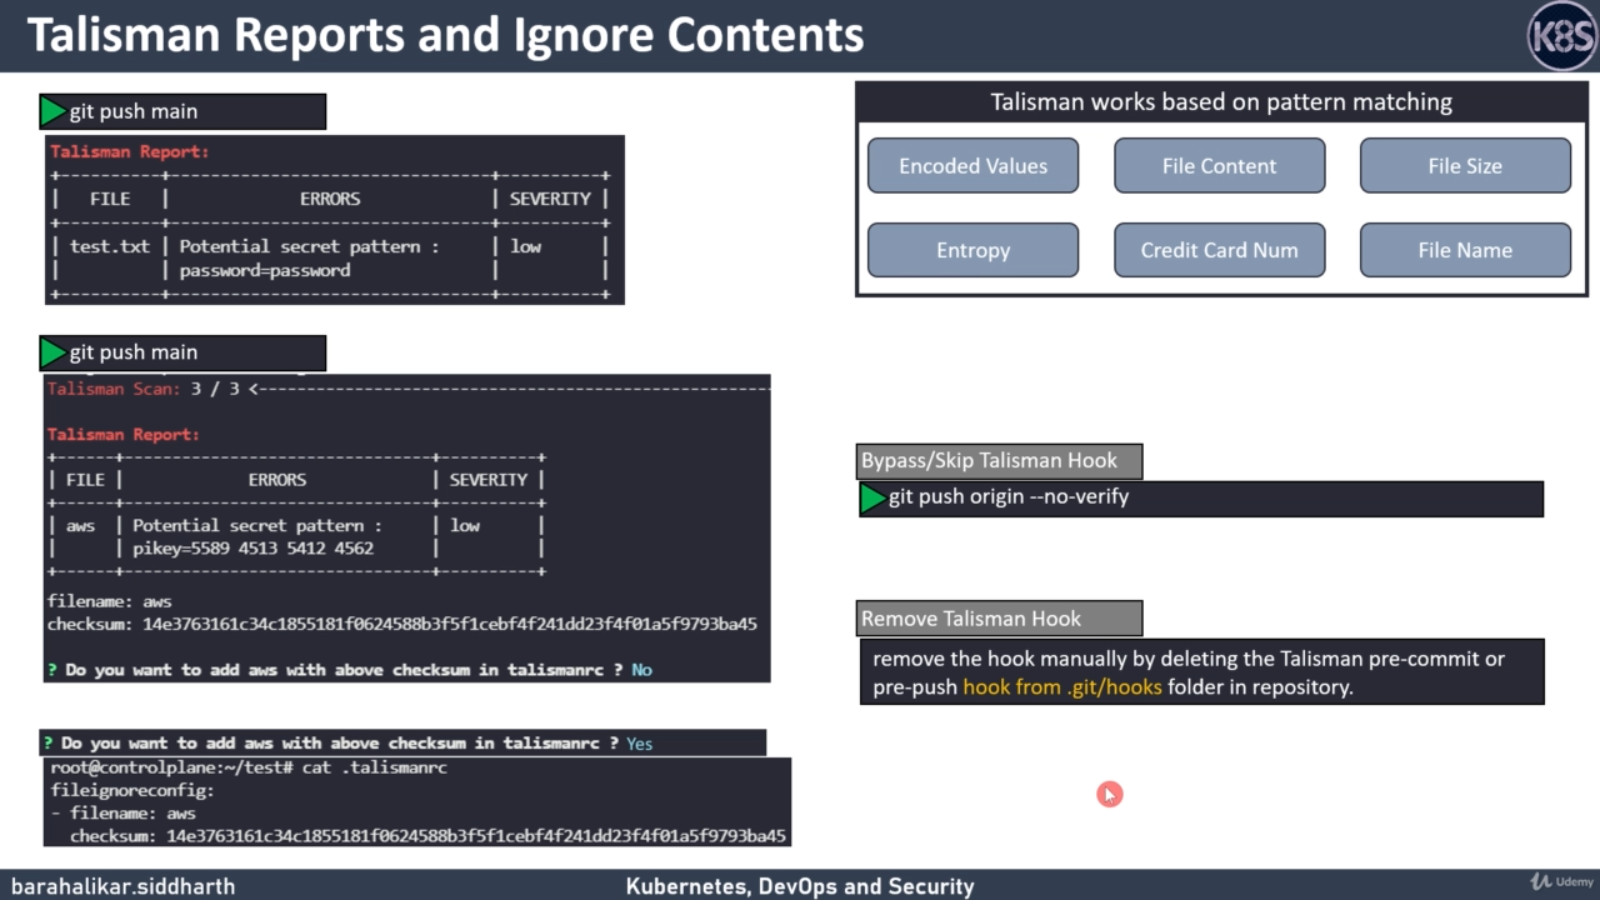 Talisman Reports and Ignore Contents
K8S
git push main
Talisman Report:
FILE | ERRORS | SEVERITY
test.txt | Potential secret pattern : | low
password=password
git push main
Talisman Scan: 3 / 3 <-----------------------------------------------------------
Talisman Report:
FILE | ERRORS | SEVERITY
aws | Potential secret pattern : | low
pikey=5589 4513 5412 4562
filename: aws
checksum: 14e3763161c34c1855181f0624588b3f5f1cebf4f241dd23f4f01a5f9793ba45
? Do you want to add aws with above checksum in talismanrc ? No
? Do you want to add aws with above checksum in talismanrc ? Yes
root@controlplane:~/test# cat .talismanrc
fileignoreconfig:
- filename: aws
checksum: 14e3763161c34c1855181f0624588b3f5f1cebf4f241dd23f4f01a5f9793ba45
Talisman works based on pattern matching
Encoded Values
File Content
File Size
Entropy
Credit Card Num
File Name
Bypass/Skip Talisman Hook
git push origin --no-verify
Remove Talisman Hook
remove the hook manually by deleting the Talisman pre-commit or
pre-push hook from .git/hooks folder in repository.
barahalikar.siddharth
Kubernetes, DevOps and Security
Udemy